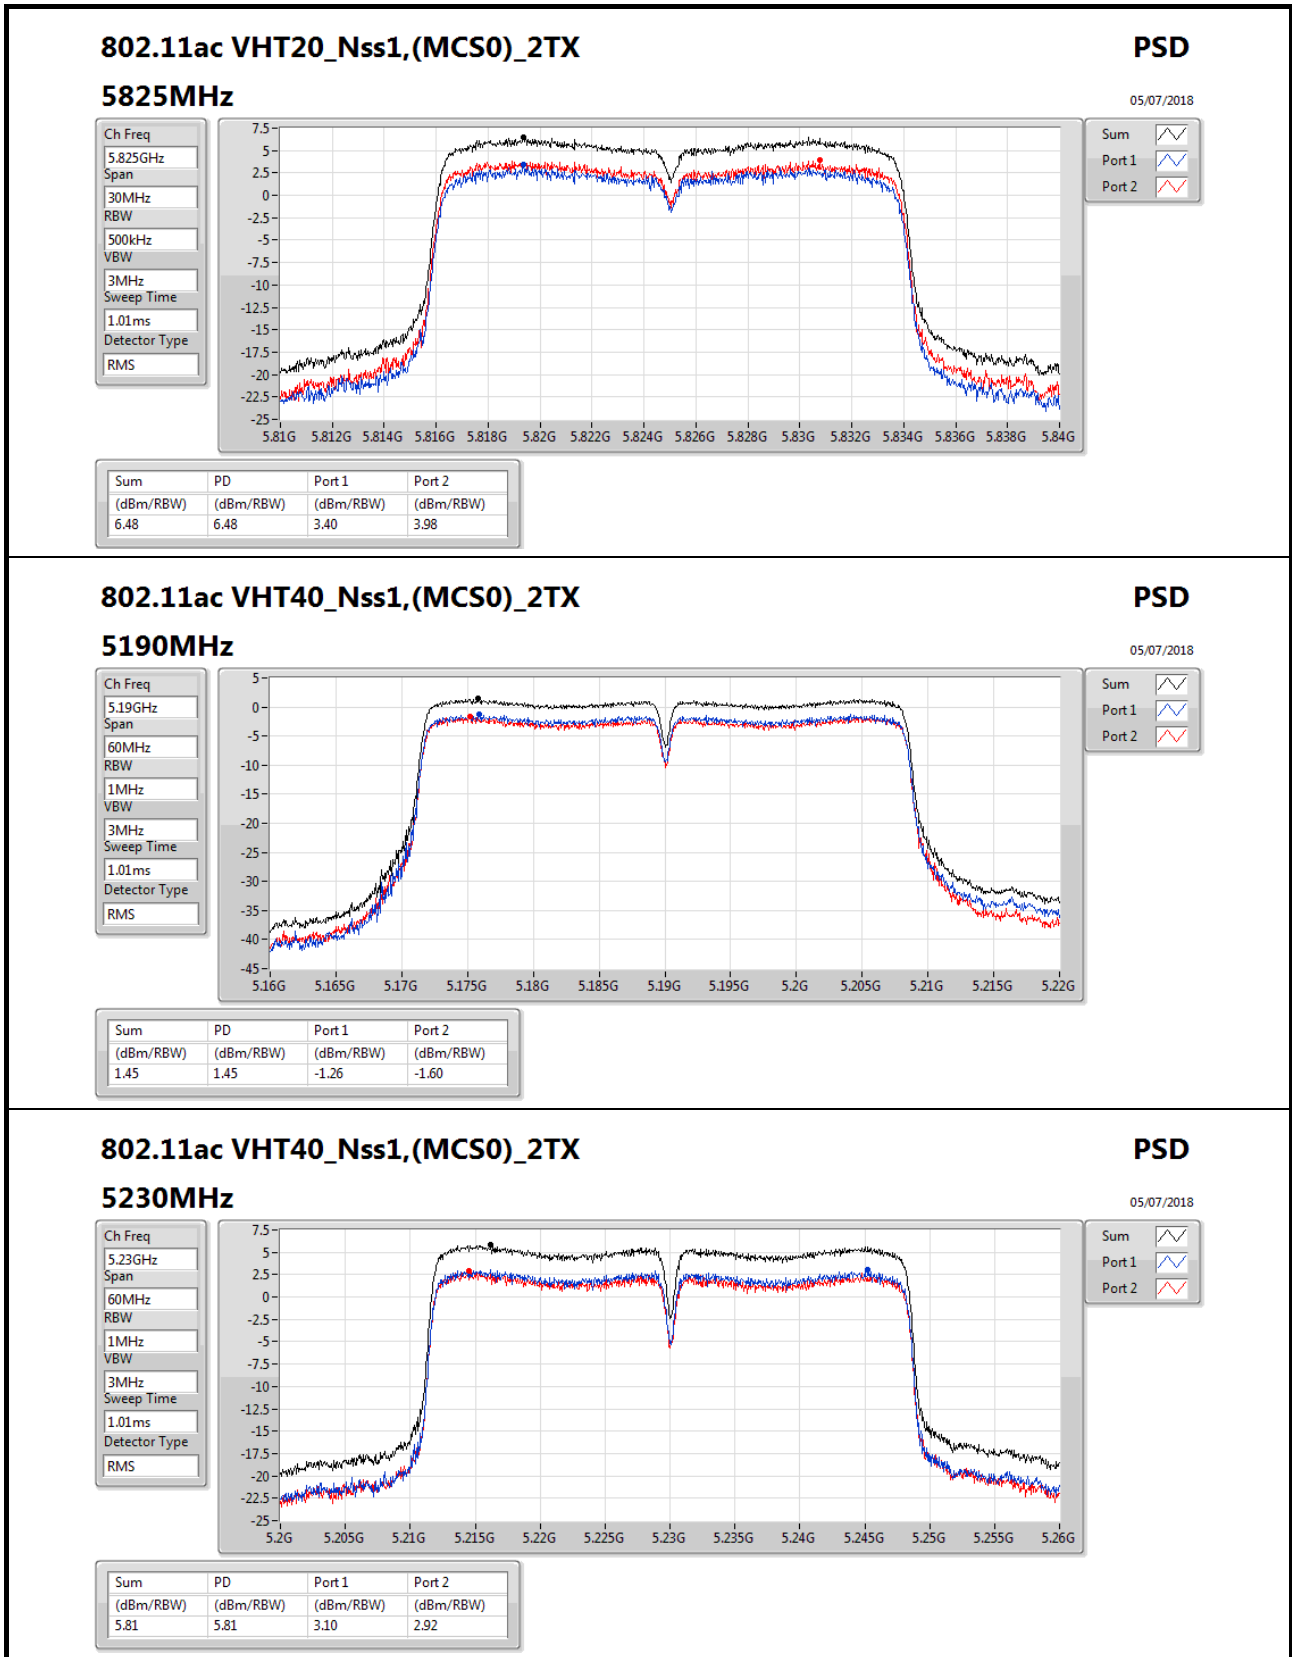 802.11ac VHT20_Nss1,(MCS0)_2TX PSD
5825MHz 05/07/2018
Ch Freq
5.825GHz
Span
30MHz
RBW
500kHz
VBW
3MHz
Sweep Time
1.01ms
Detector Type
RMS
7.5
5
2.5
0
-2.5
-5
-7.5
-10
-12.5
-15
-17.5
-20
-22.5
-25
5.81G 5.812G 5.814G 5.816G 5.818G 5.82G 5.822G 5.824G 5.826G 5.828G 5.83G 5.832G 5.834G 5.836G 5.838G 5.84G
Sum
Port 1
Port 2
Sum PD Port 1 Port 2
(dBm/RBW) (dBm/RBW) (dBm/RBW) (dBm/RBW)
6.48 6.48 3.40 3.98
802.11ac VHT40_Nss1,(MCS0)_2TX PSD
5190MHz 05/07/2018
Ch Freq
5.19GHz
Span
60MHz
RBW
1MHz
VBW
3MHz
Sweep Time
1.01ms
Detector Type
RMS
5
0
-5
-10
-15
-20
-25
-30
-35
-40
-45
5.16G 5.165G 5.17G 5.175G 5.18G 5.185G 5.19G 5.195G 5.2G 5.205G 5.21G 5.215G 5.22G
Sum
Port 1
Port 2
Sum PD Port 1 Port 2
(dBm/RBW) (dBm/RBW) (dBm/RBW) (dBm/RBW)
1.45 1.45 -1.26 -1.60
802.11ac VHT40_Nss1,(MCS0)_2TX PSD
5230MHz 05/07/2018
Ch Freq
5.23GHz
Span
60MHz
RBW
1MHz
VBW
3MHz
Sweep Time
1.01ms
Detector Type
RMS
7.5
5
2.5
0
-2.5
-5
-7.5
-10
-12.5
-15
-17.5
-20
-22.5
-25
5.2G 5.205G 5.21G 5.215G 5.22G 5.225G 5.23G 5.235G 5.24G 5.245G 5.25G 5.255G 5.26G
Sum
Port 1
Port 2
Sum PD Port 1 Port 2
(dBm/RBW) (dBm/RBW) (dBm/RBW) (dBm/RBW)
5.81 5.81 3.10 2.92